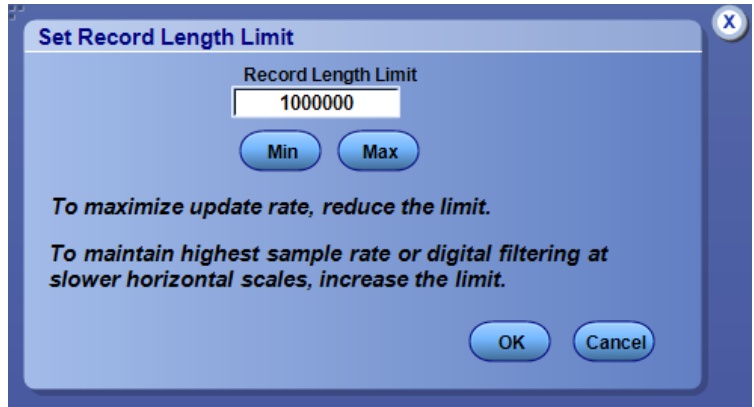 X
Set Record Length Limit
Record Length Limit
1000000
Min Max
To maximize update rate, reduce the limit.
To maintain highest sample rate or digital filtering at
slower horizontal scales, increase the limit.
OK Cancel